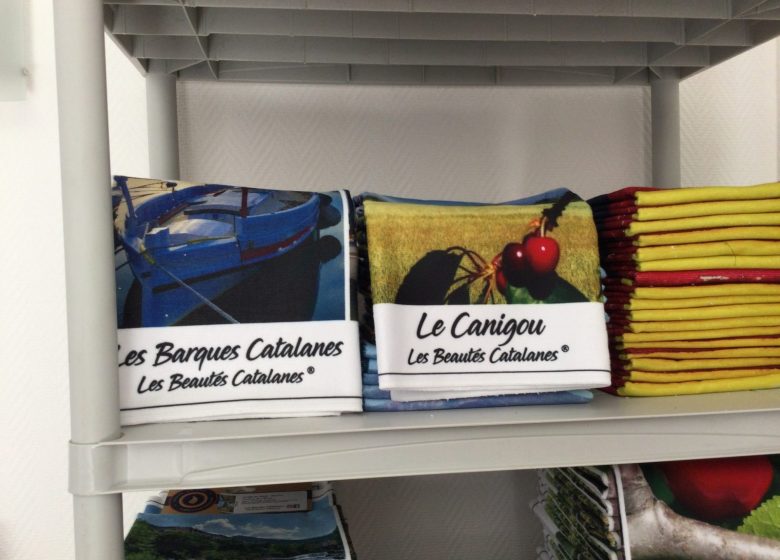 Les Barques Catalanes
Les Beautés Catalanes®
Le Canigou
Les Beautés Catalanes®